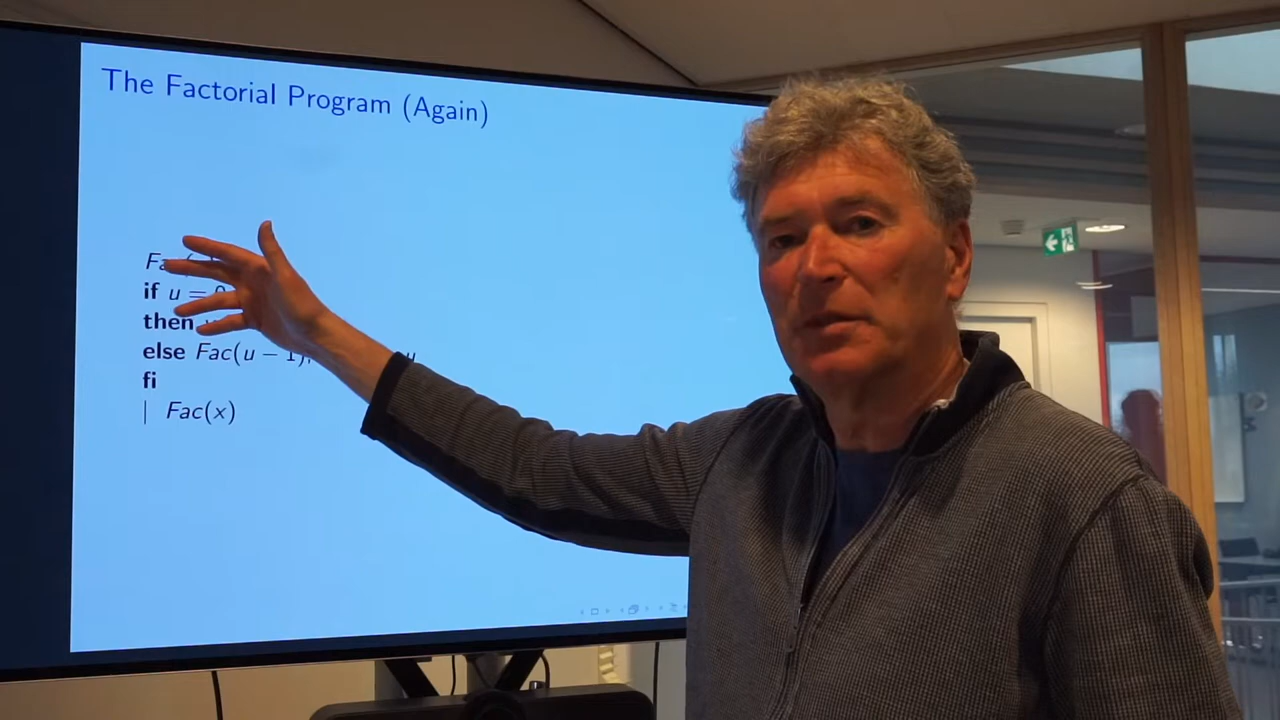 The Factorial Program (Again)
if u =
then
else Fac(u − 1) u
fi
| Fac(x)